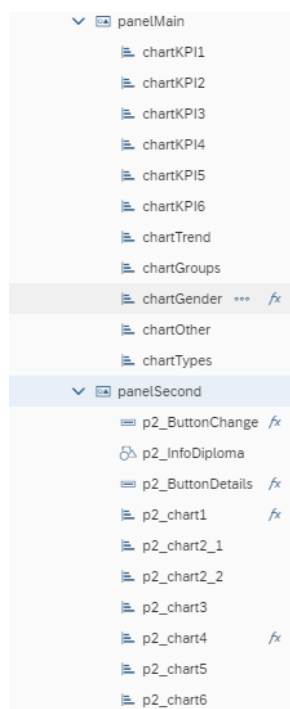 panelMain
chartKPI1
chartKPI2
chartKPI3
chartKPI4
chartKPI5
chartKPI6
chartTrend
chartGroups
chartGender ••• fx
chartOther
chartTypes
panelSecond
p2_ButtonChange fx
p2_InfoDiploma
p2_ButtonDetails fx
p2_chart1 fx
p2_chart2_1
p2_chart2_2
p2_chart3
p2_chart4 fx
p2_chart5
p2_chart6